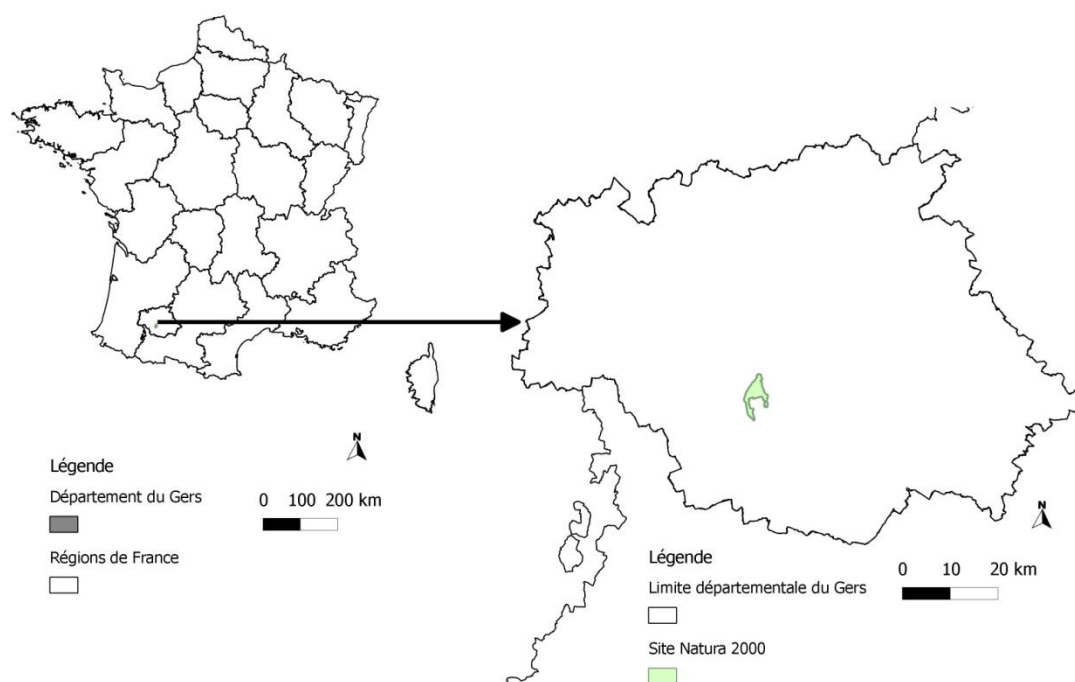 N
Légende
Département du Gers
0 100 200 km
Régions de France
N
Légende
Limite départementale du Gers
0 10 20 km
Site Natura 2000